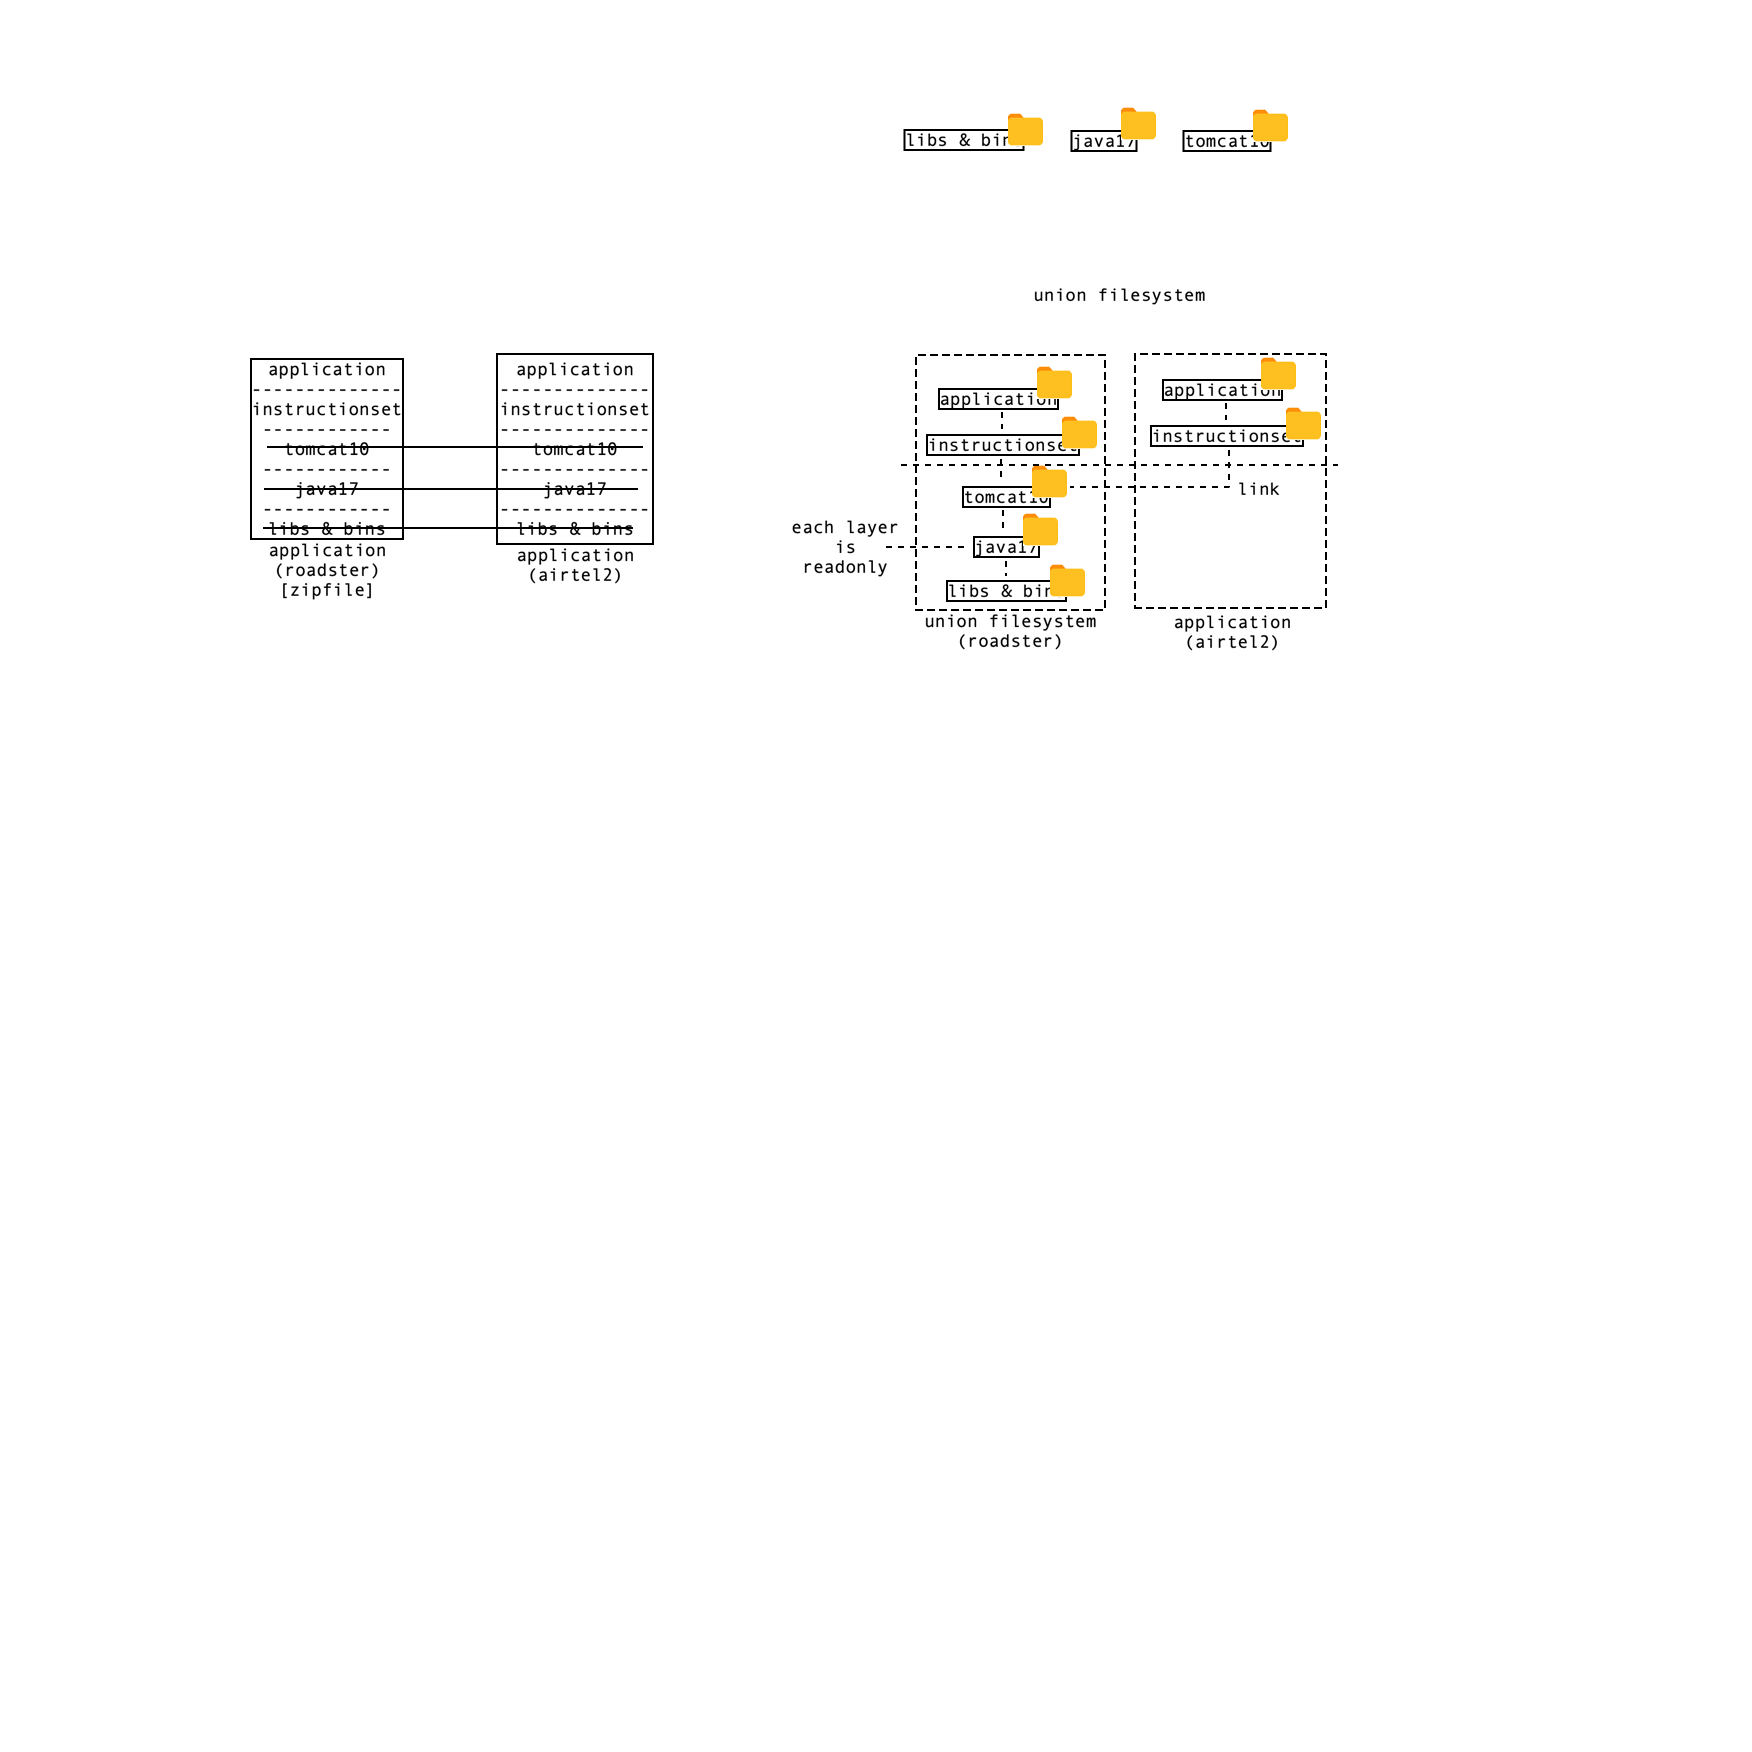 libs & bin
java17
tomcat10
union filesystem
application
---------------
instructionset
-------------
tomcat10
-------------
java17
-------------
libs & bins
application
(roadster)
[zipfile]
application
---------------
instructionset
---------------
tomcat10
---------------
java17
---------------
libs & bins
application
(airtel2)
application
instructionset
tomcat10
java17
libs & bin
each layer
is
readonly
union filesystem
(roadster)
application
instructionset
link
application
(airtel2)